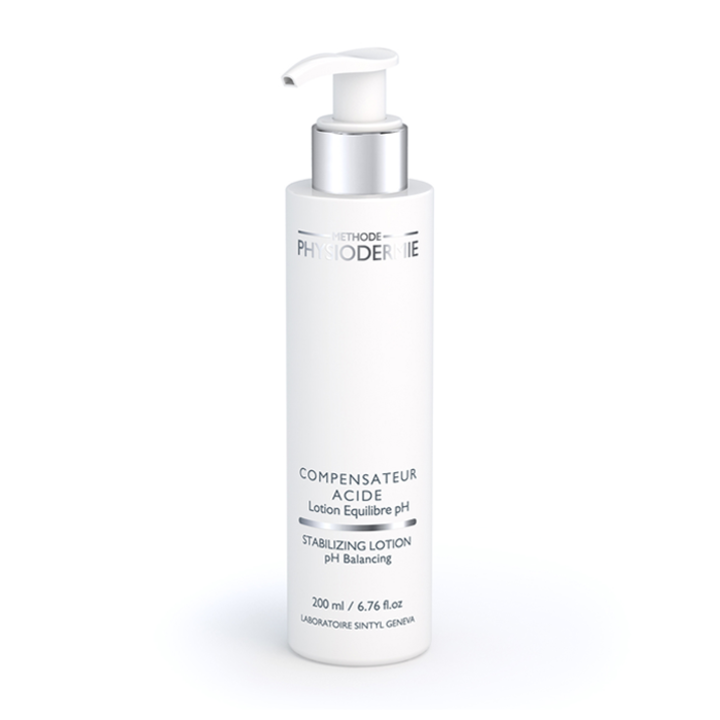 METHODE
PHYSIODERMIE
COMPENSATEUR
ACIDE
Lotion Equilibre pH
STABILIZING LOTION
pH Balancing
200 ml / 6.76 fl.oz
LABORATOIRE SINTYL GENEVA